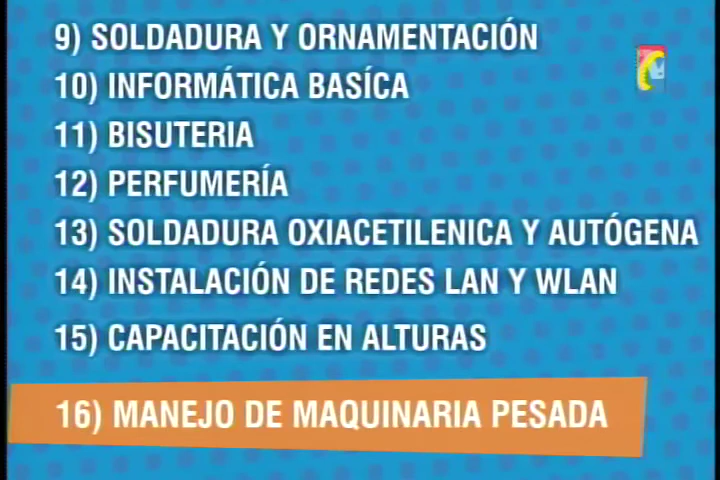 9) SOLDADURA Y ORNAMENTACIÓN
10) INFORMÁTICA BASÍCA
11) BISUTERIA
12) PERFUMERÍA
13) SOLDADURA OXIACETILENICA Y AUTÓGENA
14) INSTALACIÓN DE REDES LAN Y WLAN
15) CAPACITACIÓN EN ALTURAS
16) MANEJO DE MAQUINARIA PESADA